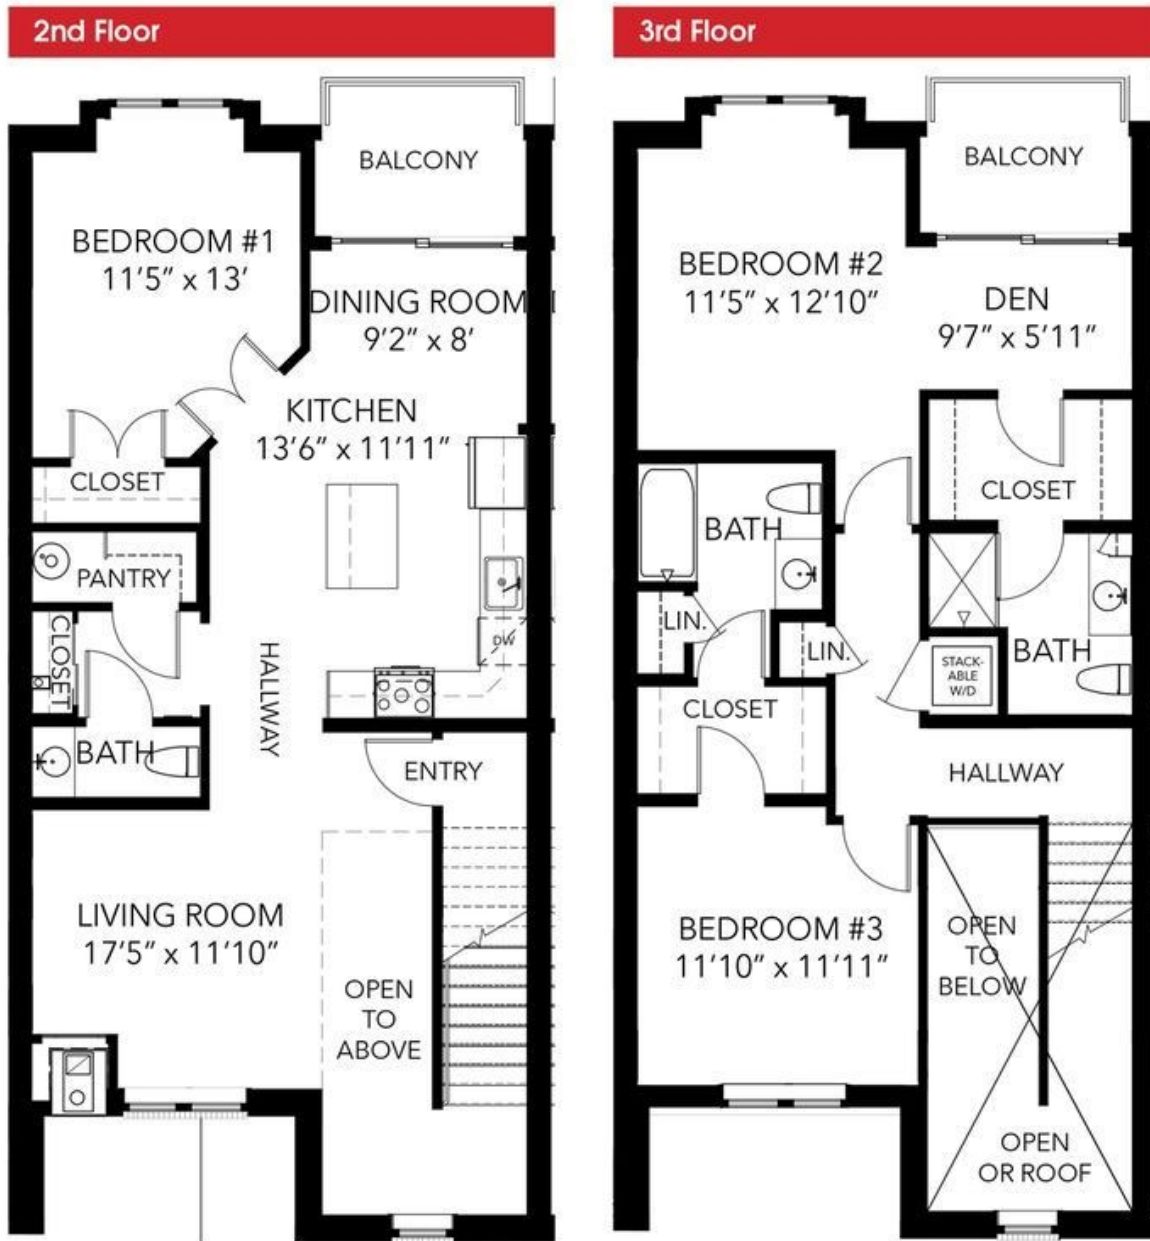 2nd Floor
BALCONY
BEDROOM #1
11'5" x 13'
DINING ROOM
9'2" x 8'
KITCHEN
13'6" x 11'11"
CLOSET
PANTRY
CLOSET
DW
HALLWAY
BATH
ENTRY
LIVING ROOM
17'5" x 11'10"
OPEN
TO
ABOVE
3rd Floor
BALCONY
BEDROOM #2
11'5" x 12'10"
DEN
9'7" x 5'11"
CLOSET
BATH
LIN.
LIN.
STACK-
ABLE
W/D
BATH
CLOSET
HALLWAY
BEDROOM #3
11'10" x 11'11"
OPEN
TO
BELOW
OPEN
OR ROOF